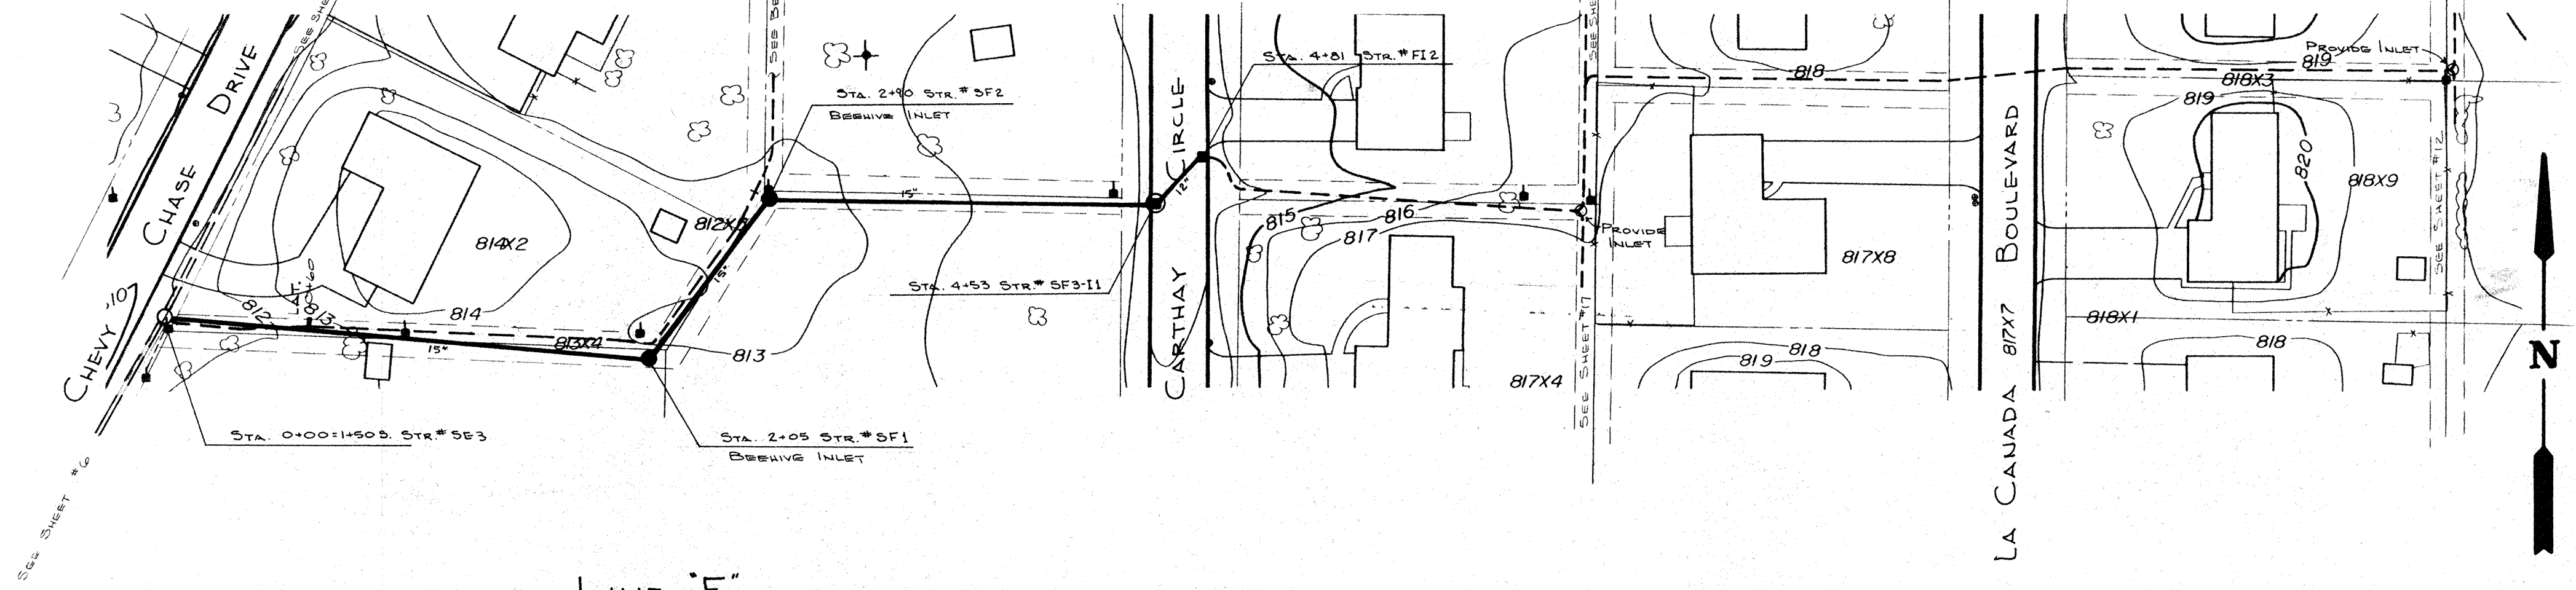 CHEVY CHASE DRIVE
SEE SHEET #6
STA. 0+00=1+50S. STR.# SE3
812
813
814
814X2
15"
813X4
813
STA. 2+05 STR.# SF1
BEEHIVE INLET
15"
STA. 2+90 STR.# SF2
BEEHIVE INLET
15"
STA. 4+53 STR.# SF3-I1
CARTHAY CIRCLE
12"
STA. 4+81 STR.# FI2
815
816
817
817X4
PROVIDE
INLET
SEE SHEET #17
818
817X8
819
818
LA CANADA 817X7 BOULEVARD
PROVIDE INLET
819
818X3
819
820
818X9
818X1
818
SEE SHEET #12
N
LINE "F"